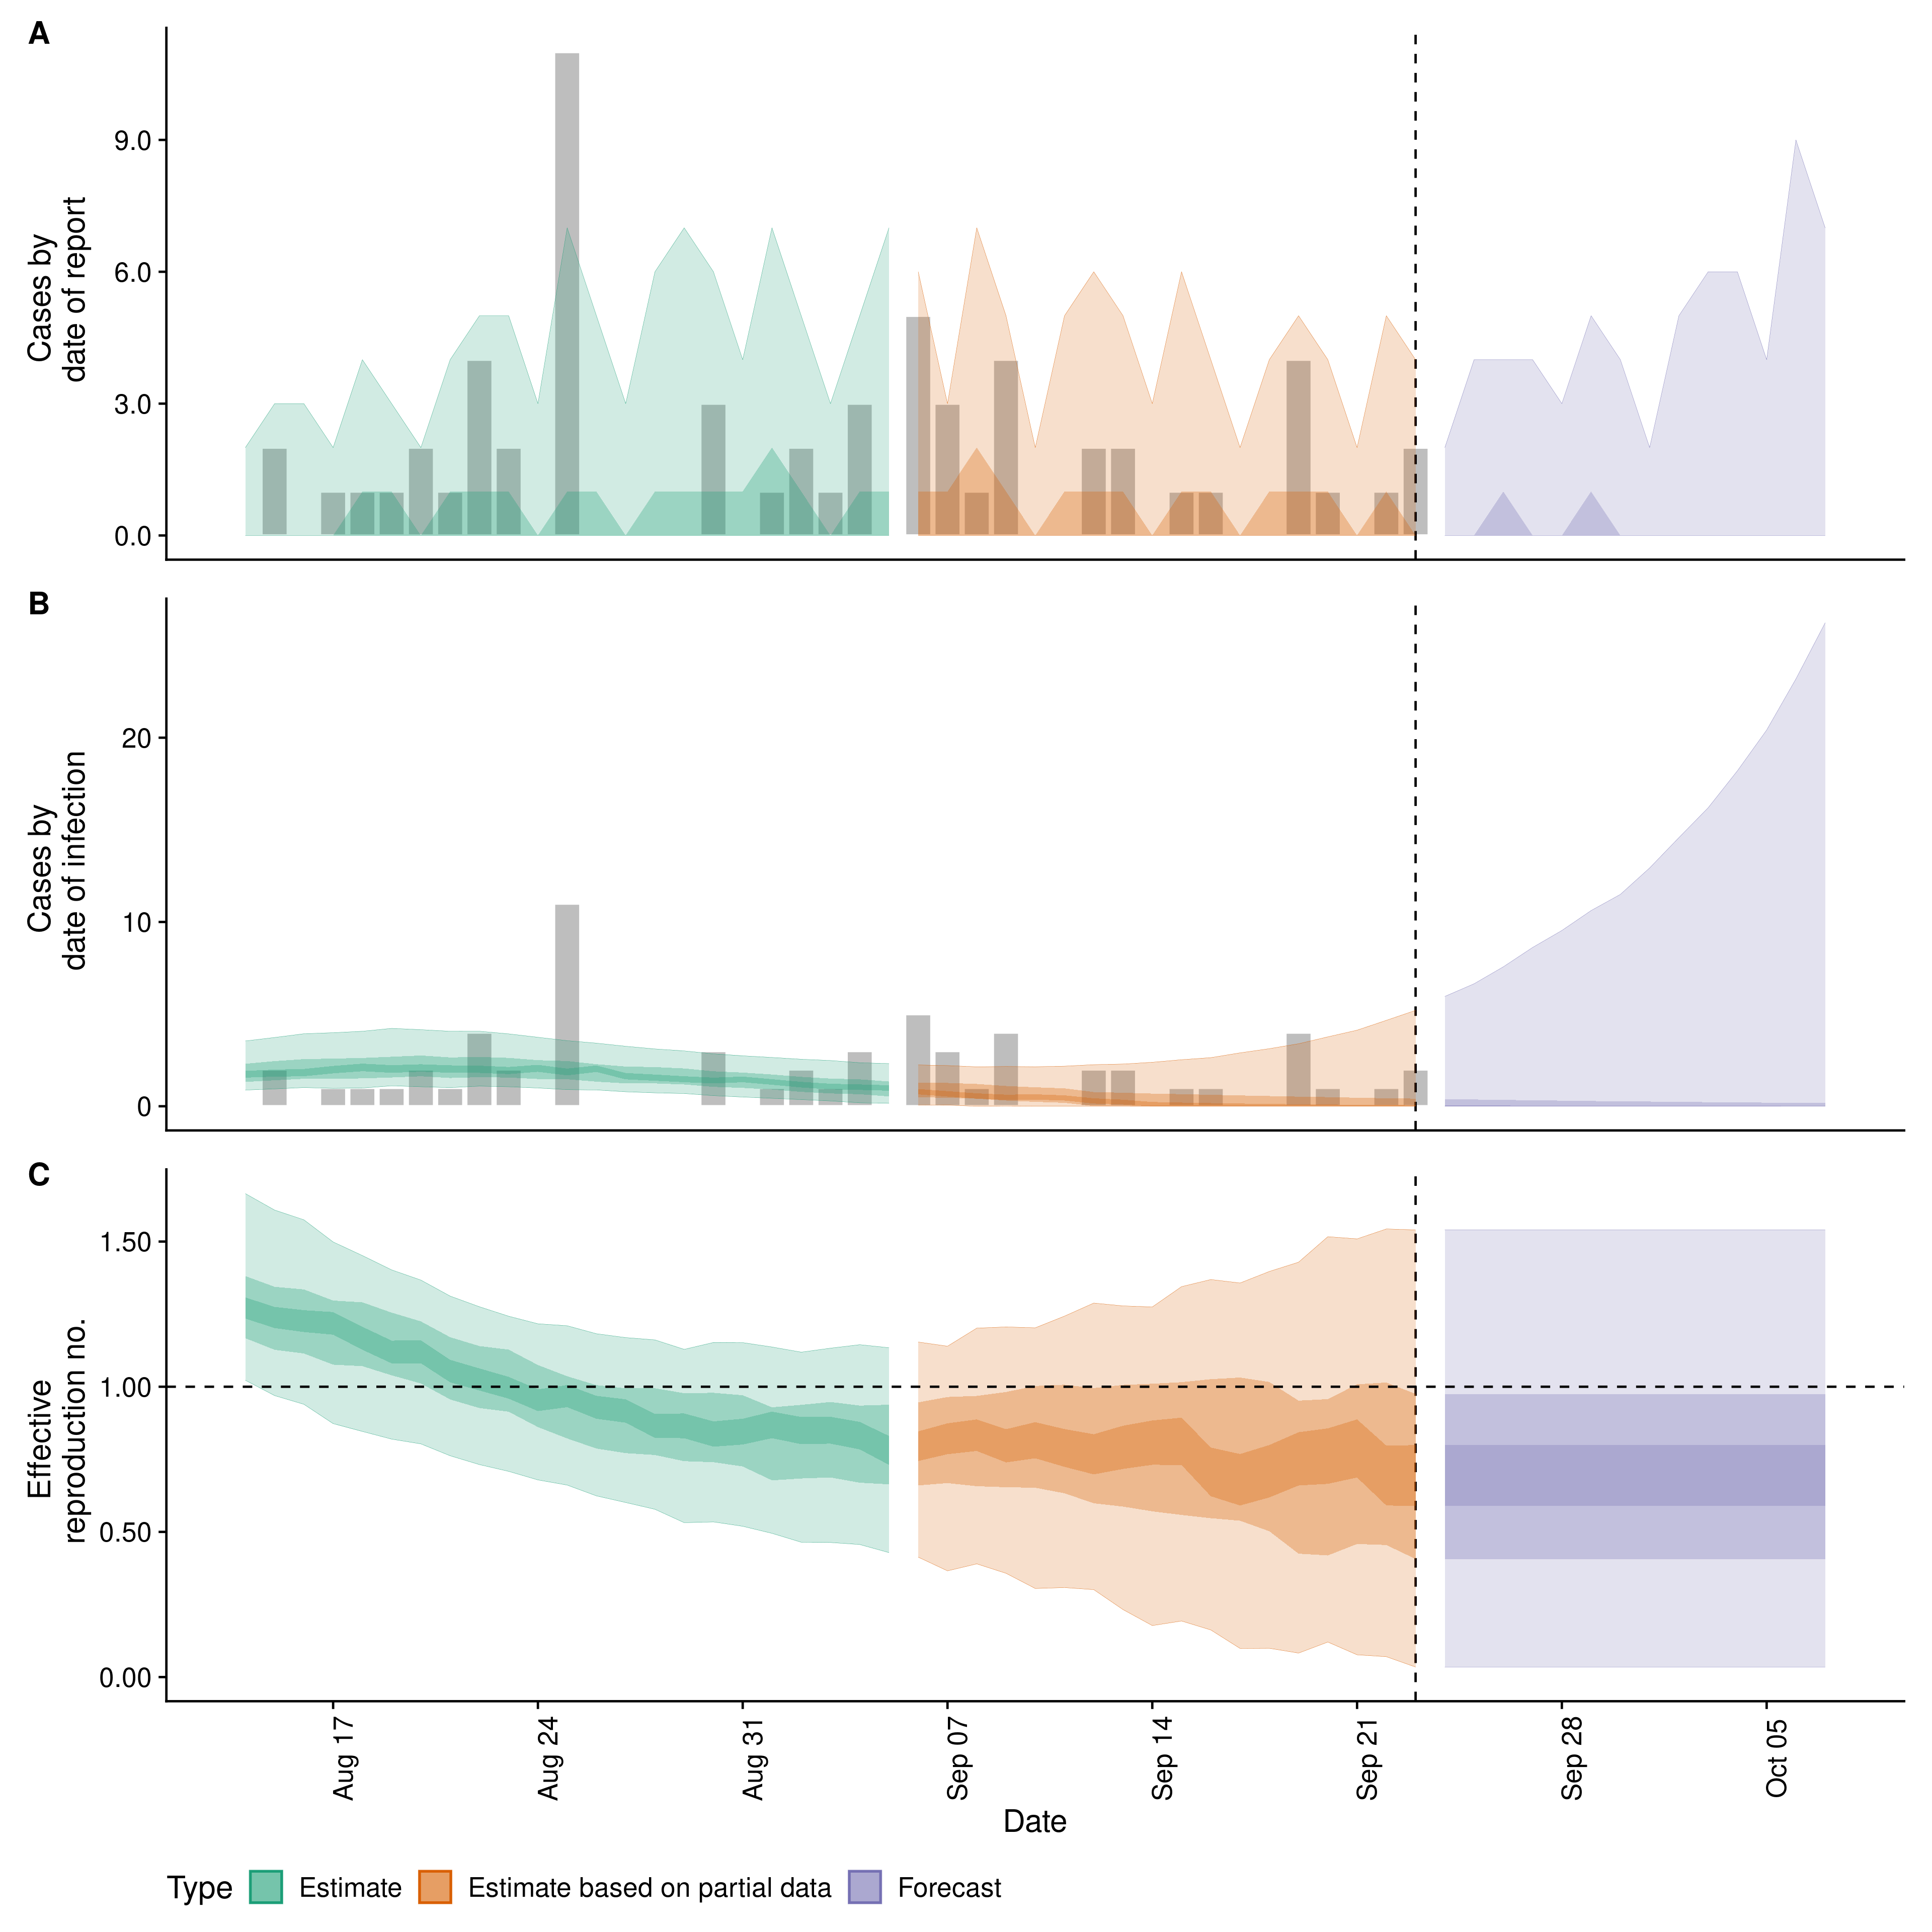 A
Cases by
date of report
9.0
6.0
3.0
0.0
B
Cases by
date of infection
20
10
0
C
Effective
reproduction no.
1.50
1.00
0.50
0.00
Aug 17
Aug 24
Aug 31
Sep 07
Sep 14
Sep 21
Sep 28
Oct 05
Date
Type Estimate Estimate based on partial data Forecast